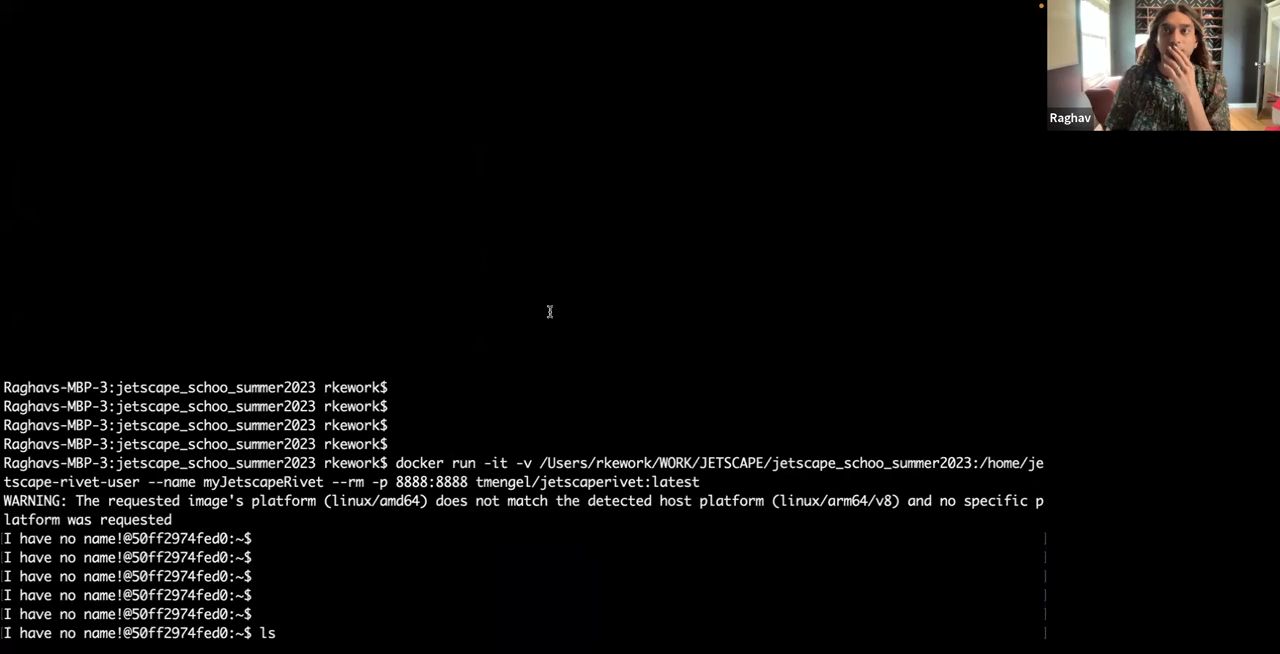 Raghav
Raghavs-MBP-3:jetscape_schoo_summer2023 rkework$
Raghavs-MBP-3:jetscape_schoo_summer2023 rkework$
Raghavs-MBP-3:jetscape_schoo_summer2023 rkework$
Raghavs-MBP-3:jetscape_schoo_summer2023 rkework$
Raghavs-MBP-3:jetscape_schoo_summer2023 rkework$ docker run -it -v /Users/rkework/WORK/JETSCAPE/jetscape_schoo_summer2023:/home/je
tscape-rivet-user --name myJetscapeRivet --rm -p 8888:8888 tmengel/jetscaperivet:latest
WARNING: The requested image's platform (linux/amd64) does not match the detected host platform (linux/arm64/v8) and no specific p
latform was requested
I have no name!@50ff2974fed0:~$
I have no name!@50ff2974fed0:~$
I have no name!@50ff2974fed0:~$
I have no name!@50ff2974fed0:~$
I have no name!@50ff2974fed0:~$
I have no name!@50ff2974fed0:~$ ls